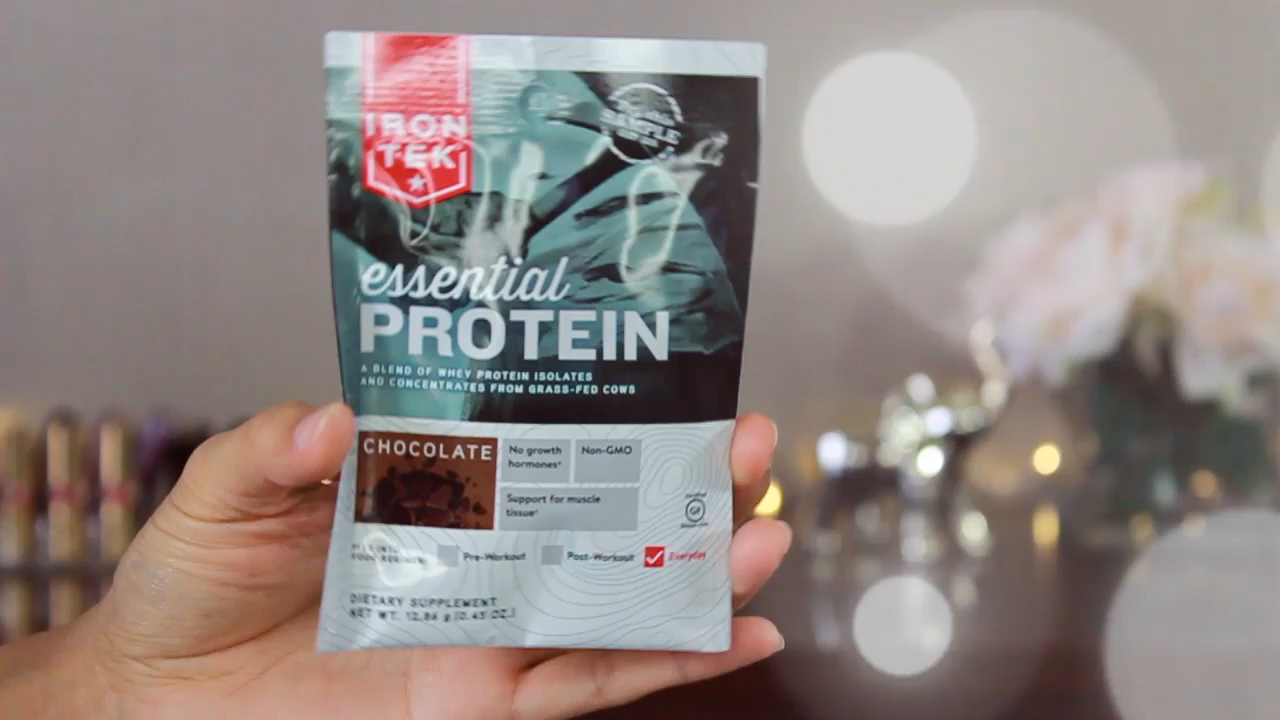 IRON
TEK
SAMPLE
essential
PROTEIN
A BLEND OF WHEY PROTEIN ISOLATES
AND CONCENTRATES FROM GRASS-FED COWS
CHOCOLATE
No growth
hormones*
Non-GMO
Support for muscle
tissue*
GF
Pre-Workout
Post-Workout
Everyday
DIETARY SUPPLEMENT
NET WT. 12.86 g (0.45 OZ.)